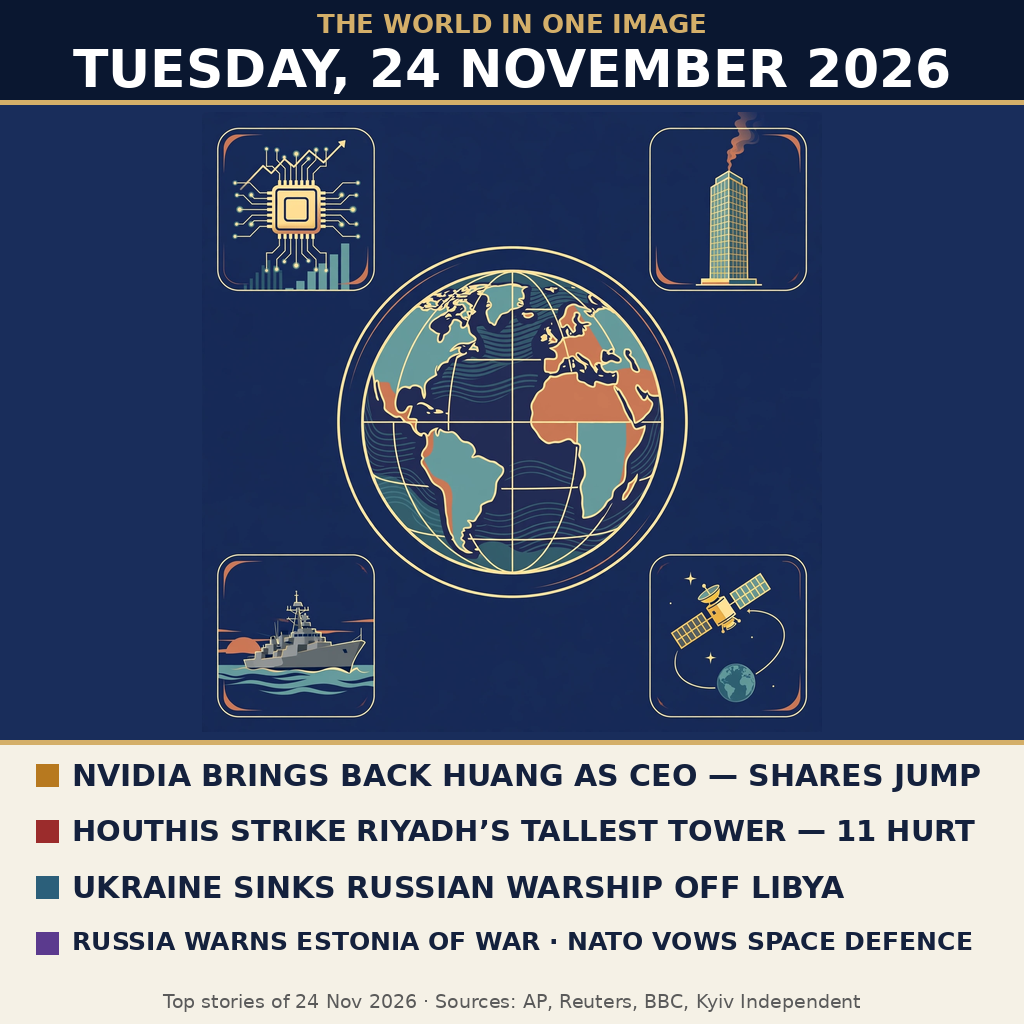 THE WORLD IN ONE IMAGE
TUESDAY, 24 NOVEMBER 2026
NVIDIA BRINGS BACK HUANG AS CEO — SHARES JUMP
HOUTHIS STRIKE RIYADH’S TALLEST TOWER — 11 HURT
UKRAINE SINKS RUSSIAN WARSHIP OFF LIBYA
RUSSIA WARNS ESTONIA OF WAR · NATO VOWS SPACE DEFENCE
Top stories of 24 Nov 2026 · Sources: AP, Reuters, BBC, Kyiv Independent